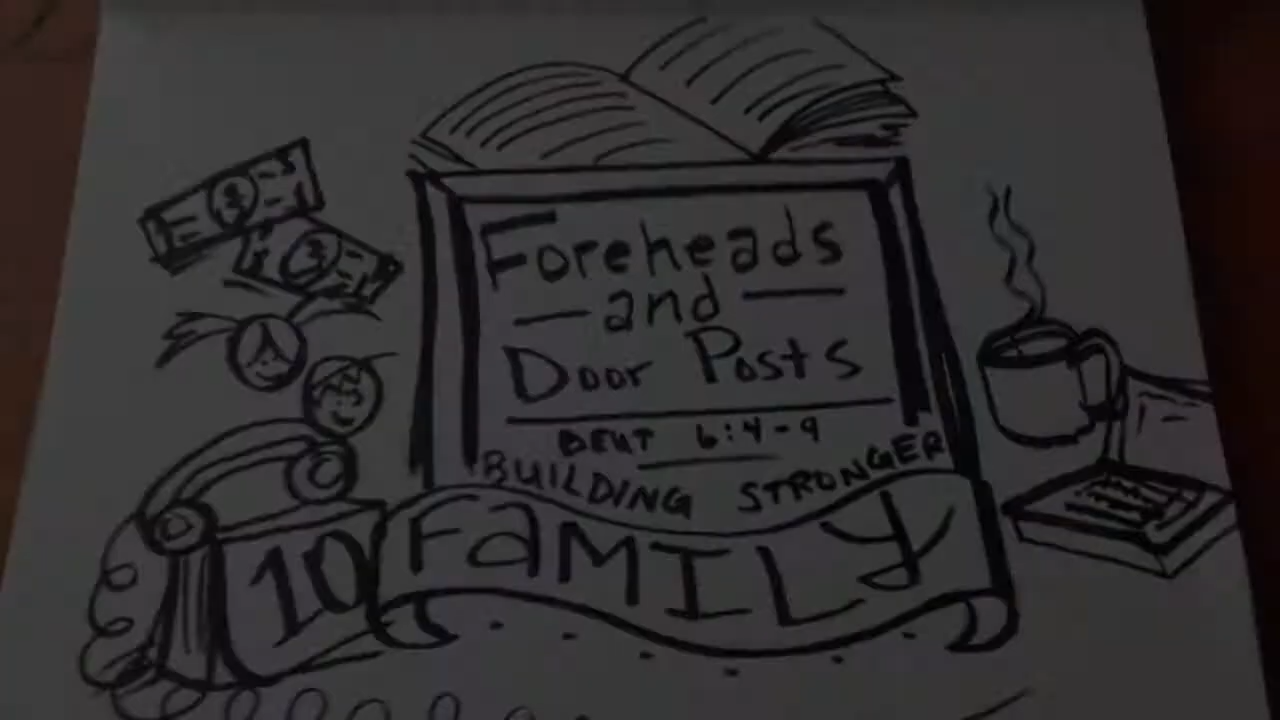 Foreheads
and
Door Posts
DEUT 6:4-9
BUILDING STRONGER
FAMILY
10